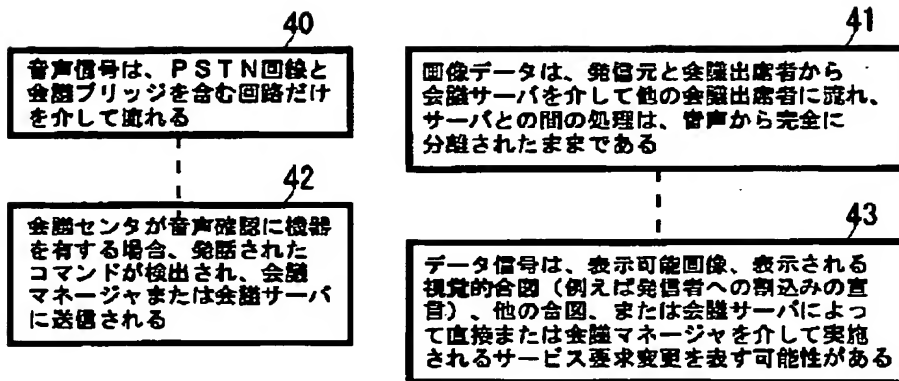 40
音声信号は、PSTN回線と
会議ブリッジを含む回路だけ
を介して流れる
42
会議センタが音声確認に機器
を有する場合、発話された
コマンドが検出され、会議
マネージャまたは会議サーバ
に送信される
41
画像データは、発信元と会議出席者から
会議サーバを介して他の会議出席者に流れ、
サーバとの間の処理は、音声から完全に
分離されたままである
43
データ信号は、表示可能画像、表示される
視覚的合図（例えば発信者への割込みの宣
言）、他の合図、または会議サーバによっ
て直接または会議マネージャを介して実施
されるサービス要求変更を表す可能性がある